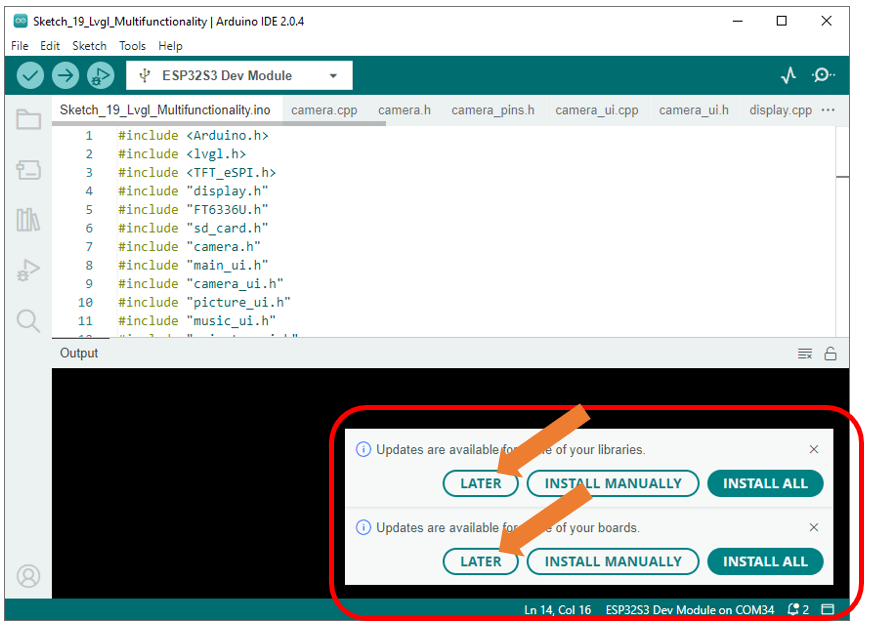 Sketch_19_Lvgl_Multifunctionality | Arduino IDE 2.0.4
File Edit Sketch Tools Help
ESP32S3 Dev Module
Sketch_19_Lvgl_Multifunctionality.ino camera.cpp camera.h camera_pins.h camera_ui.cpp camera_ui.h display.cpp ...
1 #include <Arduino.h>
2 #include <lvgl.h>
3 #include <TFT_eSPI.h>
4 #include "display.h"
5 #include "FT6336U.h"
6 #include "sd_card.h"
7 #include "camera.h"
8 #include "main_ui.h"
9 #include "camera_ui.h"
10 #include "picture_ui.h"
11 #include "music_ui.h"
Output
Updates are available of your libraries.
LATER INSTALL MANUALLY INSTALL ALL
Updates are available of your boards.
LATER INSTALL MANUALLY INSTALL ALL
Ln 14, Col 16 ESP32S3 Dev Module on COM34 2